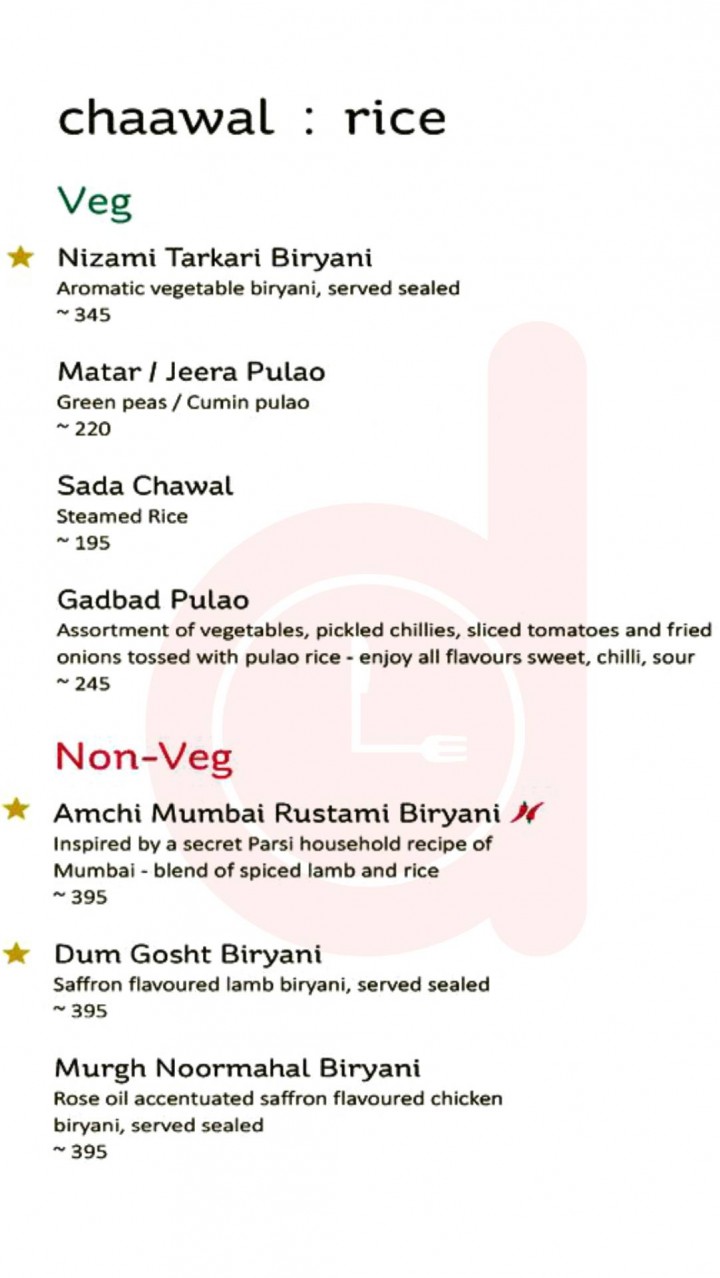 chaawal : rice
Veg
Nizami Tarkari Biryani
Aromatic vegetable biryani, served sealed
~ 345
Matar / Jeera Pulao
Green peas / Cumin pulao
~ 220
Sada Chawal
Steamed Rice
~ 195
Gadbad Pulao
Assortment of vegetables, pickled chillies, sliced tomatoes and fried
onions tossed with pulao rice - enjoy all flavours sweet, chilli, sour
~ 245
Non-Veg
Amchi Mumbai Rustami Biryani
Inspired by a secret Parsi household recipe of
Mumbai - blend of spiced lamb and rice
~ 395
Dum Gosht Biryani
Saffron flavoured lamb biryani, served sealed
~ 395
Murgh Noormahal Biryani
Rose oil accentuated saffron flavoured chicken
biryani, served sealed
~ 395